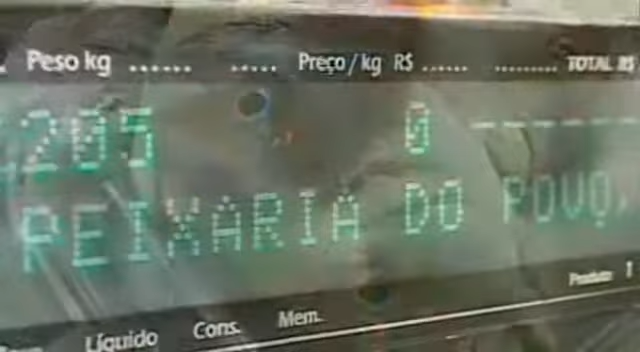 Peso kg ...... ..... Preço / kg R$ ...... ......... TOTAL R$
.205 0 ------
PEIXARIA DO POVO,
Produto 1
Líquido Cons. Mem.